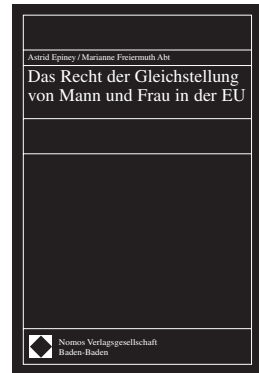 Astrid Epiney / Marianne Freiermuth Abt
Das Recht der Gleichstellung
von Mann und Frau in der EU
Nomos Verlagsgesellschaft
Baden-Baden